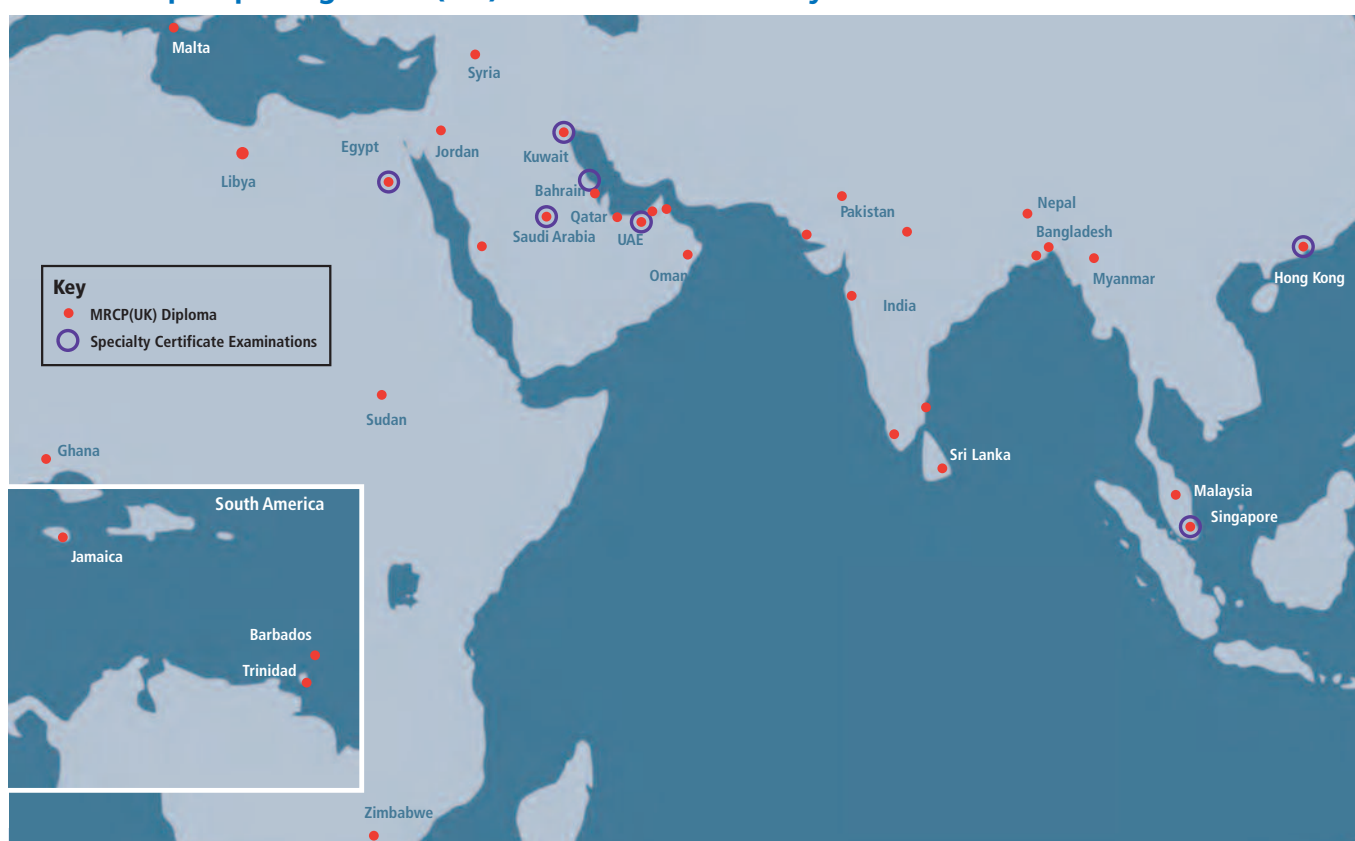 Malta
Syria
Egypt
Jordan
Kuwait
Libya
Bahrain
Qatar
Saudi Arabia
UAE
Oman
Pakistan
Nepal
Bangladesh
Myanmar
India
Hong Kong
Key
MRCP(UK) Diploma
Specialty Certificate Examinations
Sudan
Ghana
Sri Lanka
Malaysia
Singapore
South America
Jamaica
Barbados
Trinidad
Zimbabwe